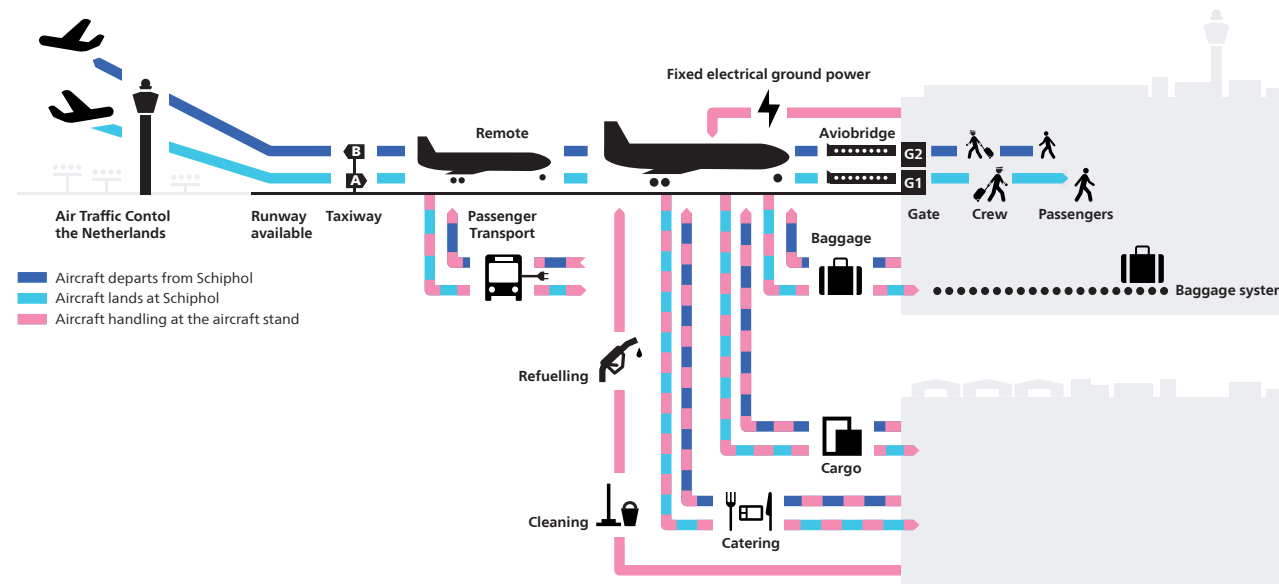 Fixed electrical ground power
Remote
Aviobridge
B
A
G2
G1
Air Traffic Contol
the Netherlands
Runway
available
Taxiway
Passenger
Transport
Gate
Crew
Passengers
Baggage
Aircraft departs from Schiphol
Aircraft lands at Schiphol
Aircraft handling at the aircraft stand
Baggage syster
Refuelling
Cargo
Cleaning
Catering